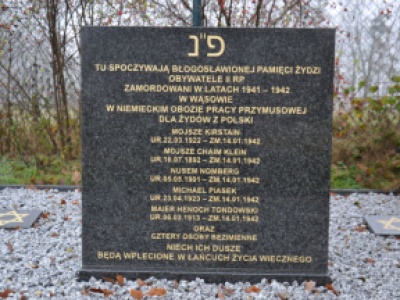 פ"נ
TU SPOCZYWAJĄ BŁOGOSŁAWIONEJ PAMIĘCI ŻYDZI
OBYWATELE II RP
ZAMORDOWANI W LATACH 1941 – 1942
W WĄSOWIE
W NIEMIECKIM OBOZIE PRACY PRZYMUSOWEJ
DLA ŻYDÓW Z POLSKI
MOJSZE KIRSTAIN
UR.22.03.1922 – ZM.14.01.1942
MOJSZE CHAIM KLEIN
UR.16.07.1892 – ZM.14.01.1942
NUSEM NOMBERG
UR.05.05.1901 – ZM.14.01.1942
MICHAEL PIASEK
UR.23.04.1923 – ZM.14.01.1942
MAIER HENOCH TONDOWSKI
UR.06.03.1913 – ZM.14.01.1942
ORAZ
CZTERY OSOBY BEZIMIENNE
NIECH ICH DUSZE
BĘDĄ WPLECIONE W ŁAŃCUCH ŻYCIA WIECZNEGO